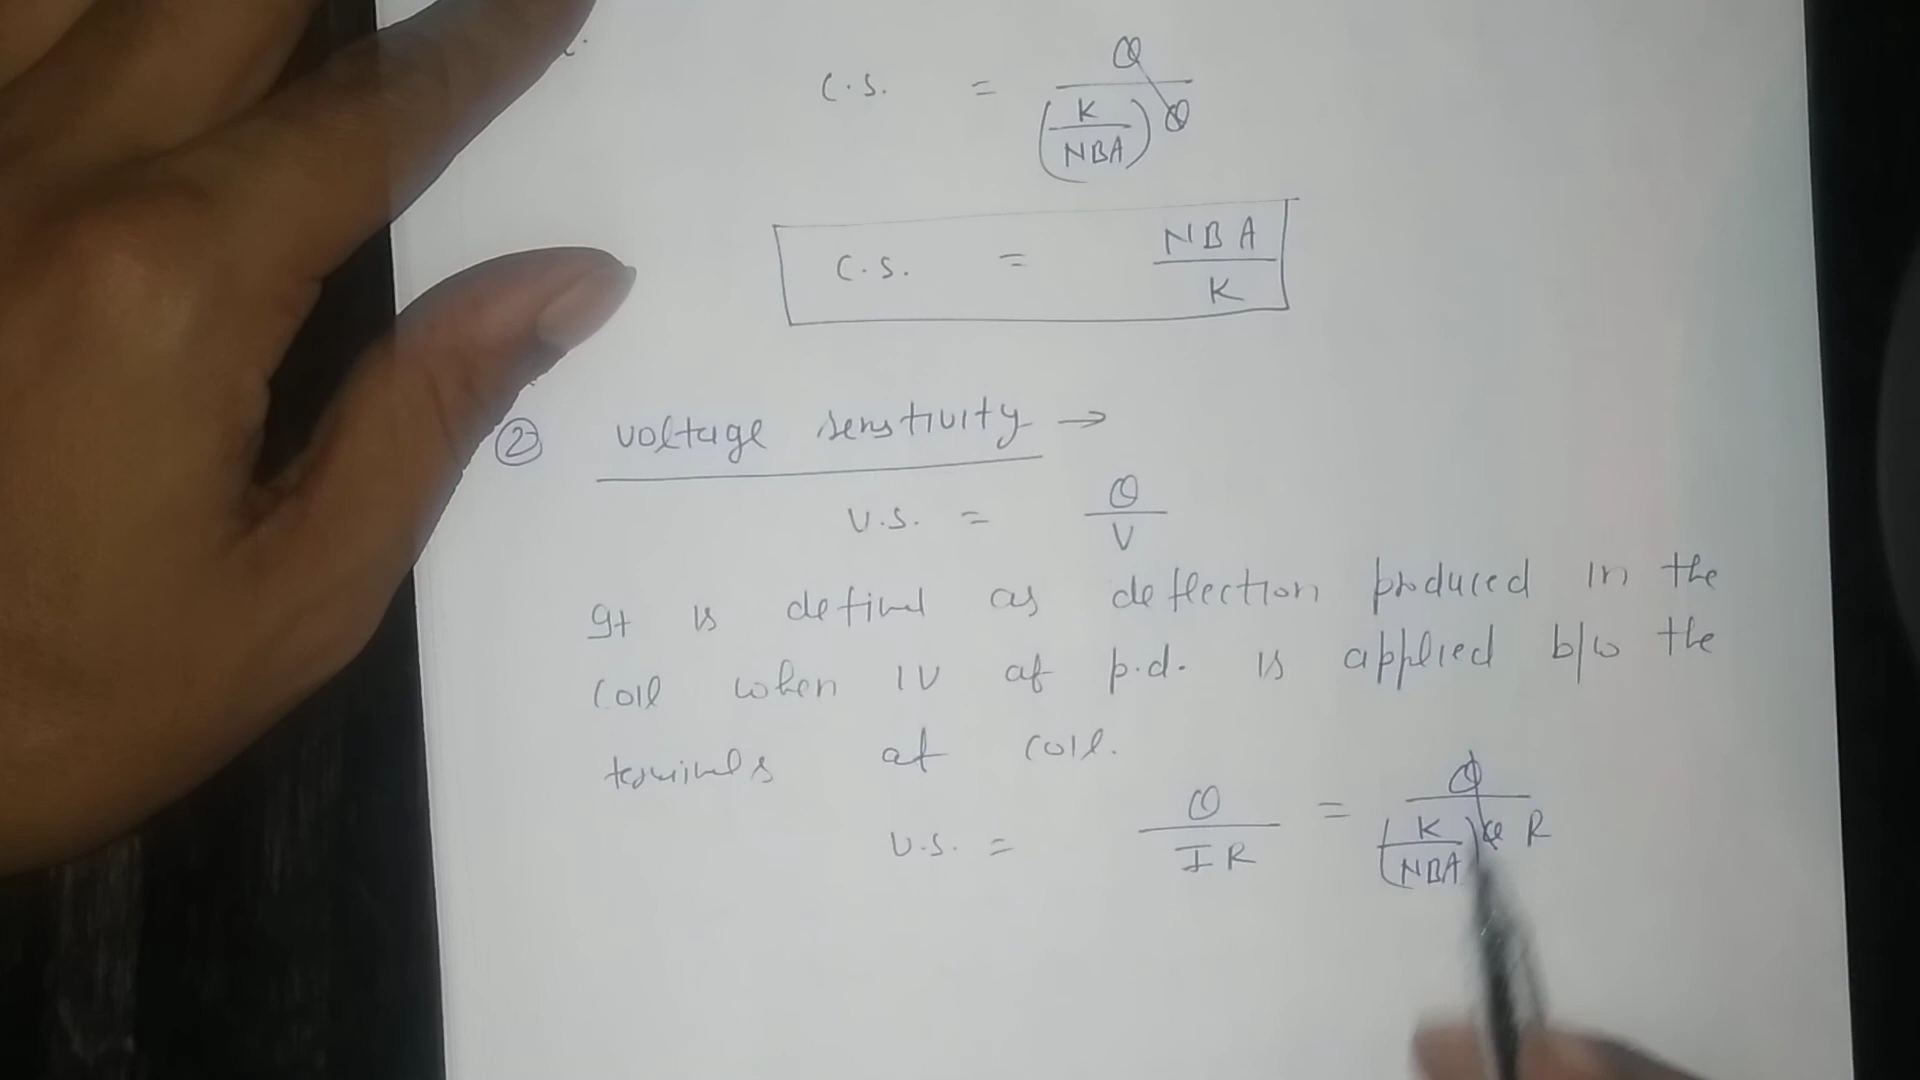 C.S. = θ / (K/NBA) θ
C.S. = NBA / K
② Voltage senstivity →
V.S. = θ / V
It is defined as deflection produced in the
coil when 1V of p.d. is applied b/w the
terminals of coil.
V.S. = θ / IR = θ / (K/NBA) θ R